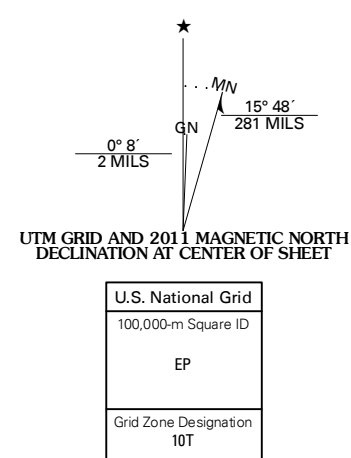 MN
15° 48´
281 MILS
GN
0° 8´
2 MILS
UTM GRID AND 2011 MAGNETIC NORTH
DECLINATION AT CENTER OF SHEET
U.S. National Grid
100,000-m Square ID
EP
Grid Zone Designation
10T